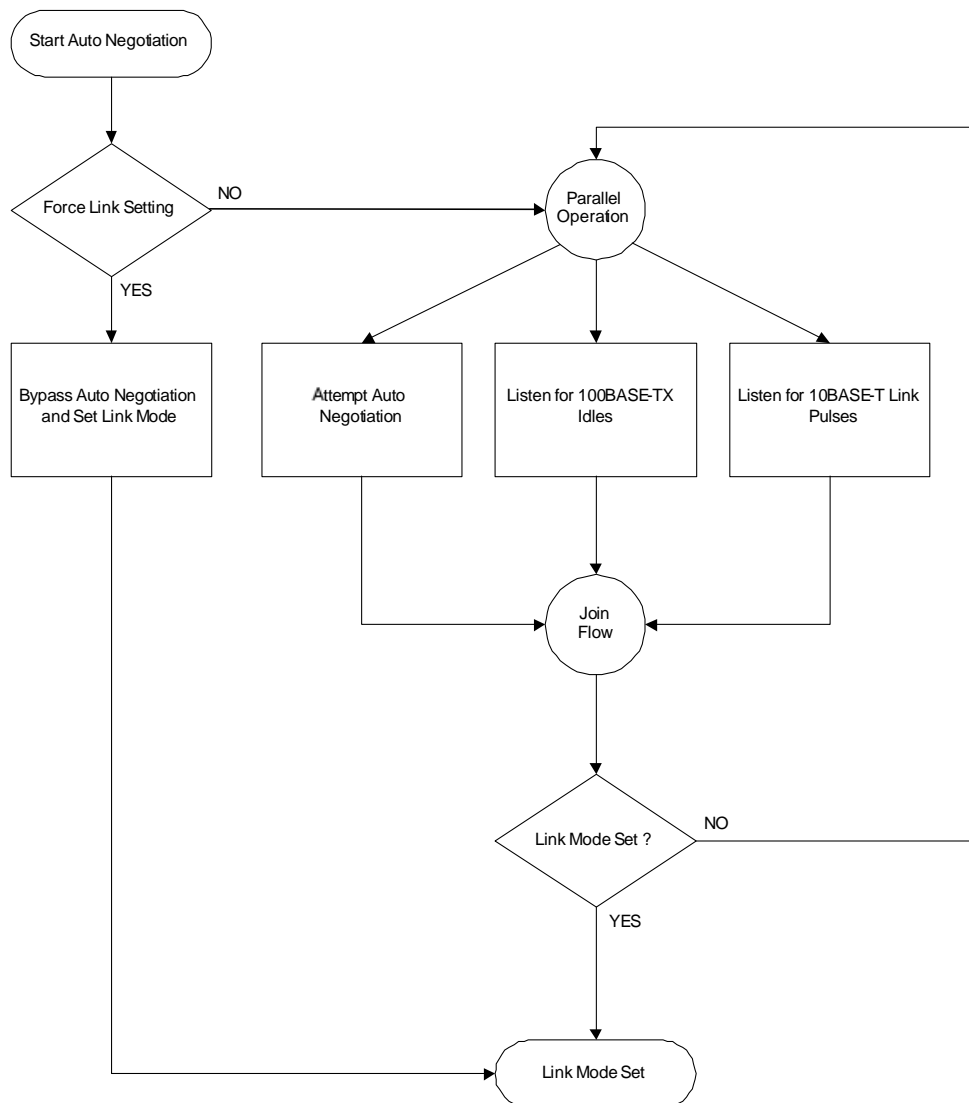 Start Auto Negotiation
Force Link Setting
NO
YES
Parallel
Operation
Bypass Auto Negotiation
and Set Link Mode
Attempt Auto
Negotiation
Listen for 100BASE-TX
Idles
Listen for 10BASE-T Link
Pulses
Join
Flow
Link Mode Set ?
NO
YES
Link Mode Set